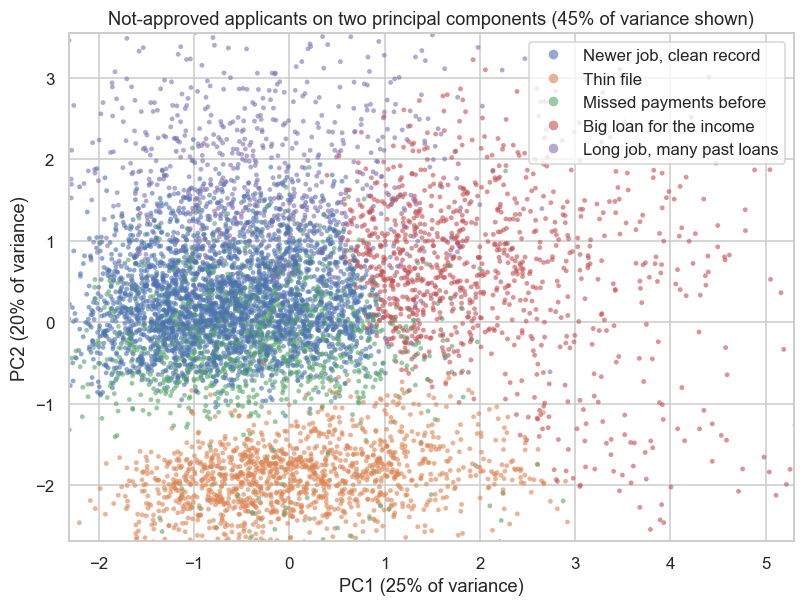 Not-approved applicants on two principal components (45% of variance shown)
Newer job, clean record
Thin file
Missed payments before
Big loan for the income
Long job, many past loans
PC2 (20% of variance)
3
2
1
0
−1
−2
−2
−1
0
1
2
3
4
5
PC1 (25% of variance)